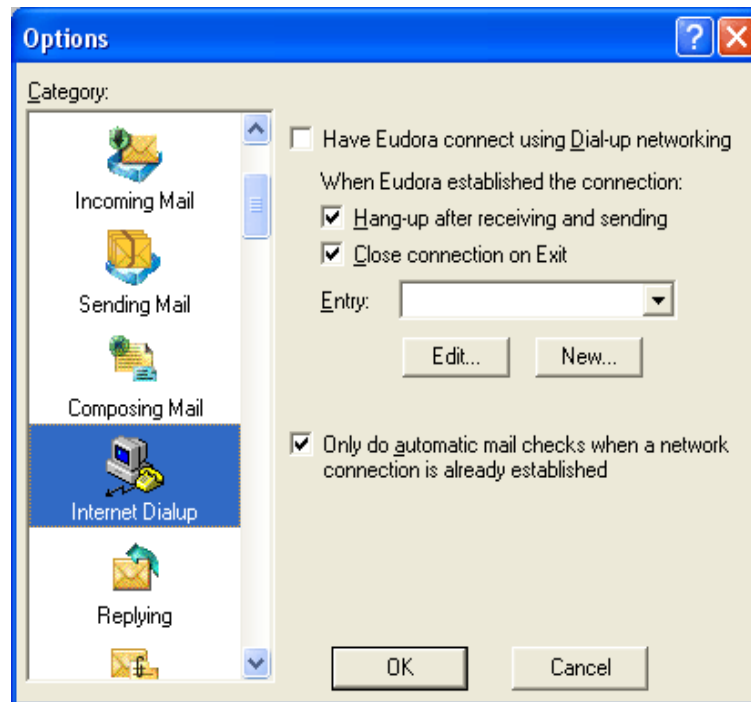 Options
Category:
Incoming Mail
Sending Mail
Composing Mail
Internet Dialup
Replying
Have Eudora connect using Dial-up networking
When Eudora established the connection:
Hang-up after receiving and sending
Close connection on Exit
Entry:
Edit... New...
Only do automatic mail checks when a network
connection is already established
OK Cancel